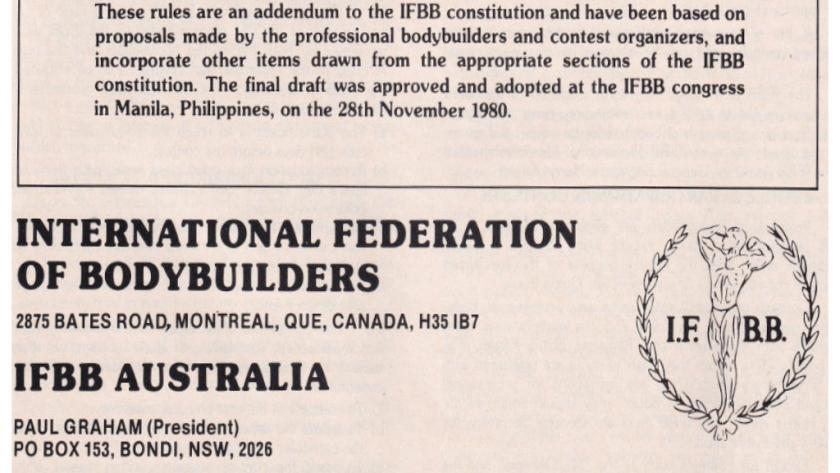 These rules are an addendum to the IFBB constitution and have been based on
proposals made by the professional bodybuilders and contest organizers, and
incorporate other items drawn from the appropriate sections of the IFBB
constitution. The final draft was approved and adopted at the IFBB congress
in Manila, Philippines, on the 28th November 1980.
INTERNATIONAL FEDERATION
OF BODYBUILDERS
2875 BATES ROAD, MONTREAL, QUE, CANADA, H35 IB7
I.F. B.B.
IFBB AUSTRALIA
PAUL GRAHAM (President)
PO BOX 153, BONDI, NSW, 2026